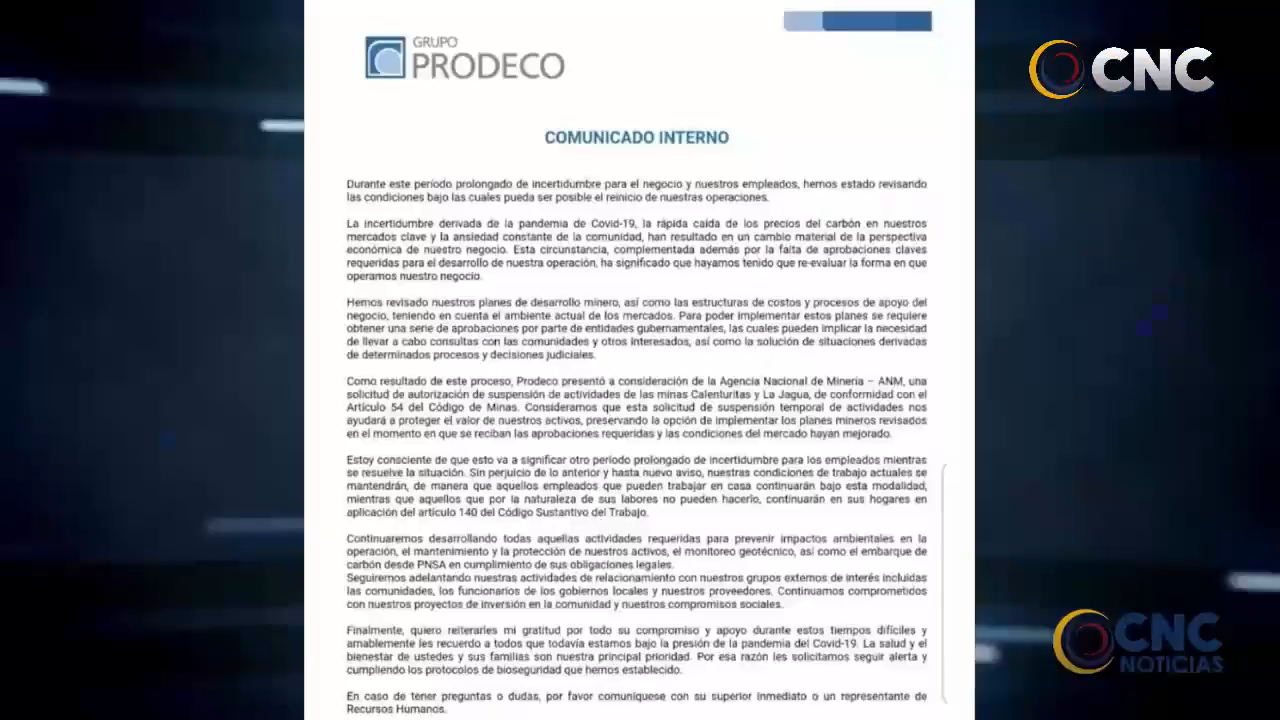 GRUPO
PRODECO
CNC
COMUNICADO INTERNO
Durante este período prolongado de incertidumbre para el negocio y nuestros empleados, hemos estado revisando
las condiciones bajo las cuales pueda ser posible el reinicio de nuestras operaciones.
La incertidumbre derivada de la pandemia de Covid-19, la rápida caída de los precios del carbón en nuestros
mercados clave y la ansiedad constante de la comunidad, han resultado en un cambio material de la perspectiva
económica de nuestro negocio. Esta circunstancia, complementada además por la falta de aprobaciones claves
requeridas para el desarrollo de nuestra operación, ha significado que hayamos tenido que re-evaluar la forma en que
operamos nuestro negocio.
Hemos revisado nuestros planes de desarrollo minero, así como las estructuras de costos y procesos de apoyo del
negocio, teniendo en cuenta el ambiente actual de los mercados. Para poder implementar estos planes se requiere
obtener una serie de aprobaciones por parte de entidades gubernamentales, las cuales pueden implicar la necesidad
de llevar a cabo consultas con las comunidades y otros interesados, así como la solución de situaciones derivadas
de determinados procesos y decisiones judiciales.
Como resultado de este proceso, Prodeco presentó a consideración de la Agencia Nacional de Minería – ANM, una
solicitud de autorización de suspensión de actividades de las minas Calenturitas y La Jagua, de conformidad con el
Artículo 54 del Código de Minas. Consideramos que esta solicitud de suspensión temporal de actividades nos
ayudará a proteger el valor de nuestros activos, preservando la opción de implementar los planes mineros revisados
en el momento en que se reciban las aprobaciones requeridas y las condiciones del mercado hayan mejorado.
Estoy consciente de que esto va a significar otro período prolongado de incertidumbre para los empleados mientras
se resuelve la situación. Sin perjuicio de lo anterior y hasta nuevo aviso, nuestras condiciones de trabajo actuales se
mantendrán, de manera que aquellos empleados que pueden trabajar en casa continuarán bajo esta modalidad,
mientras que aquellos que por la naturaleza de sus labores no pueden hacerlo, continuarán en sus hogares en
aplicación del artículo 140 del Código Sustantivo del Trabajo.
Continuaremos desarrollando todas aquellas actividades requeridas para prevenir impactos ambientales en la
operación, el mantenimiento y la protección de nuestros activos, el monitoreo geotécnico, así como el embarque de
carbón desde PNSA en cumplimiento de sus obligaciones legales.
Seguiremos adelantando nuestras actividades de relacionamiento con nuestros grupos externos de interés incluidas
las comunidades, los funcionarios de los gobiernos locales y nuestros proveedores. Continuamos comprometidos
con nuestros proyectos de inversión en la comunidad y nuestros compromisos sociales.
Finalmente, quiero reiterarles mi gratitud por todo su compromiso y apoyo durante estos tiempos difíciles y
amablemente les recuerdo a todos que todavía estamos bajo la presión de la pandemia del Covid-19. La salud y el
bienestar de ustedes y sus familias son nuestra principal prioridad. Por esa razón les solicitamos seguir alerta y
cumpliendo los protocolos de bioseguridad que hemos establecido.
En caso de tener preguntas o dudas, por favor comuníquese con su superior inmediato o un representante de
Recursos Humanos.
CNC
NOTICIAS